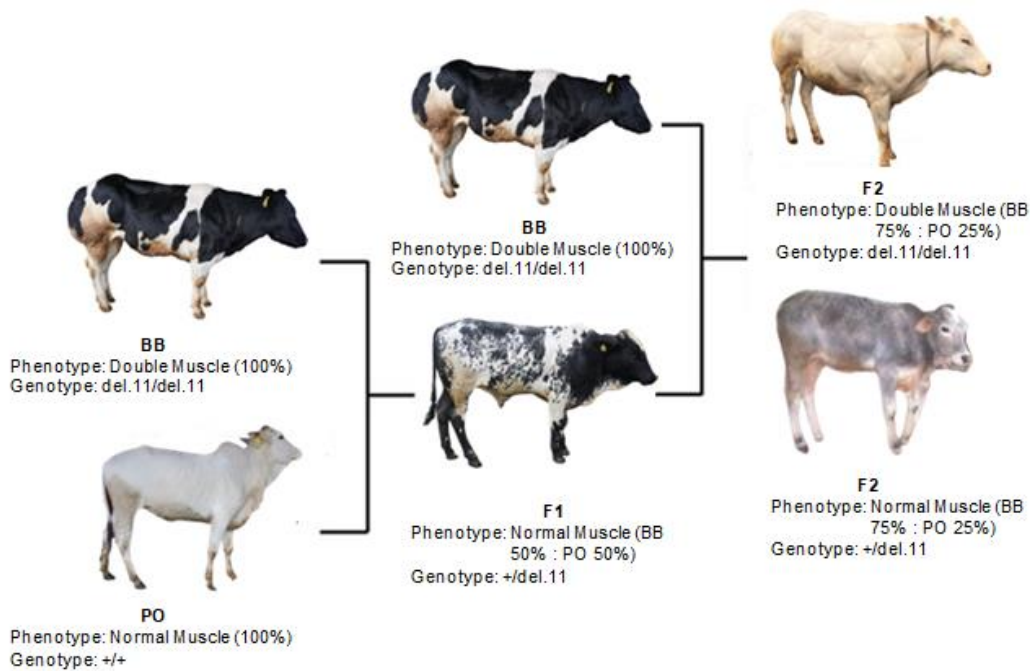 BB
Phenotype: Double Muscle (100%)
Genotype: del.11/del.11
PO
Phenotype: Normal Muscle (100%)
Genotype: +/+
BB
Phenotype: Double Muscle (100%)
Genotype: del.11/del.11
F1
Phenotype: Normal Muscle (BB
50% : PO 50%)
Genotype: +/del.11
F2
Phenotype: Double Muscle (BB
75% : PO 25%)
Genotype: del.11/del.11
F2
Phenotype: Normal Muscle (BB
75% : PO 25%)
Genotype: +/del.11